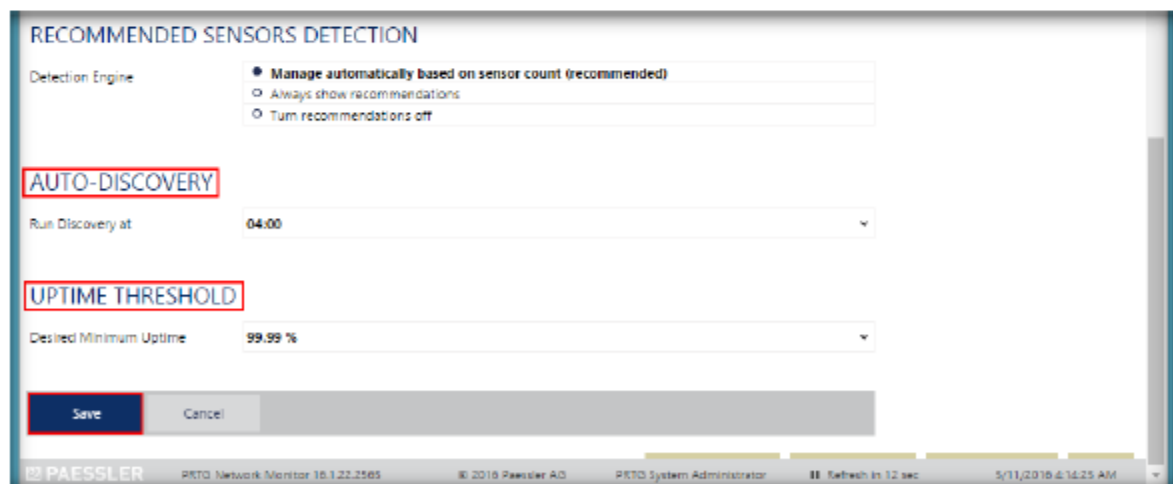 RECOMMENDED SENSORS DETECTION
Detection Engine
Manage automatically based on sensor count (recommended)
Always show recommendations
Turn recommendations off
AUTO-DISCOVERY
Run Discovery at 04:00
UPTIME THRESHOLD
Desired Minimum Uptime 99.99 %
Save Cancel
PAESSLER PRTG Network Monitor 16.1.22.2565 © 2016 Paessler AG PRTG System Administrator Refresh in 12 sec 5/11/2016 4:14:25 AM